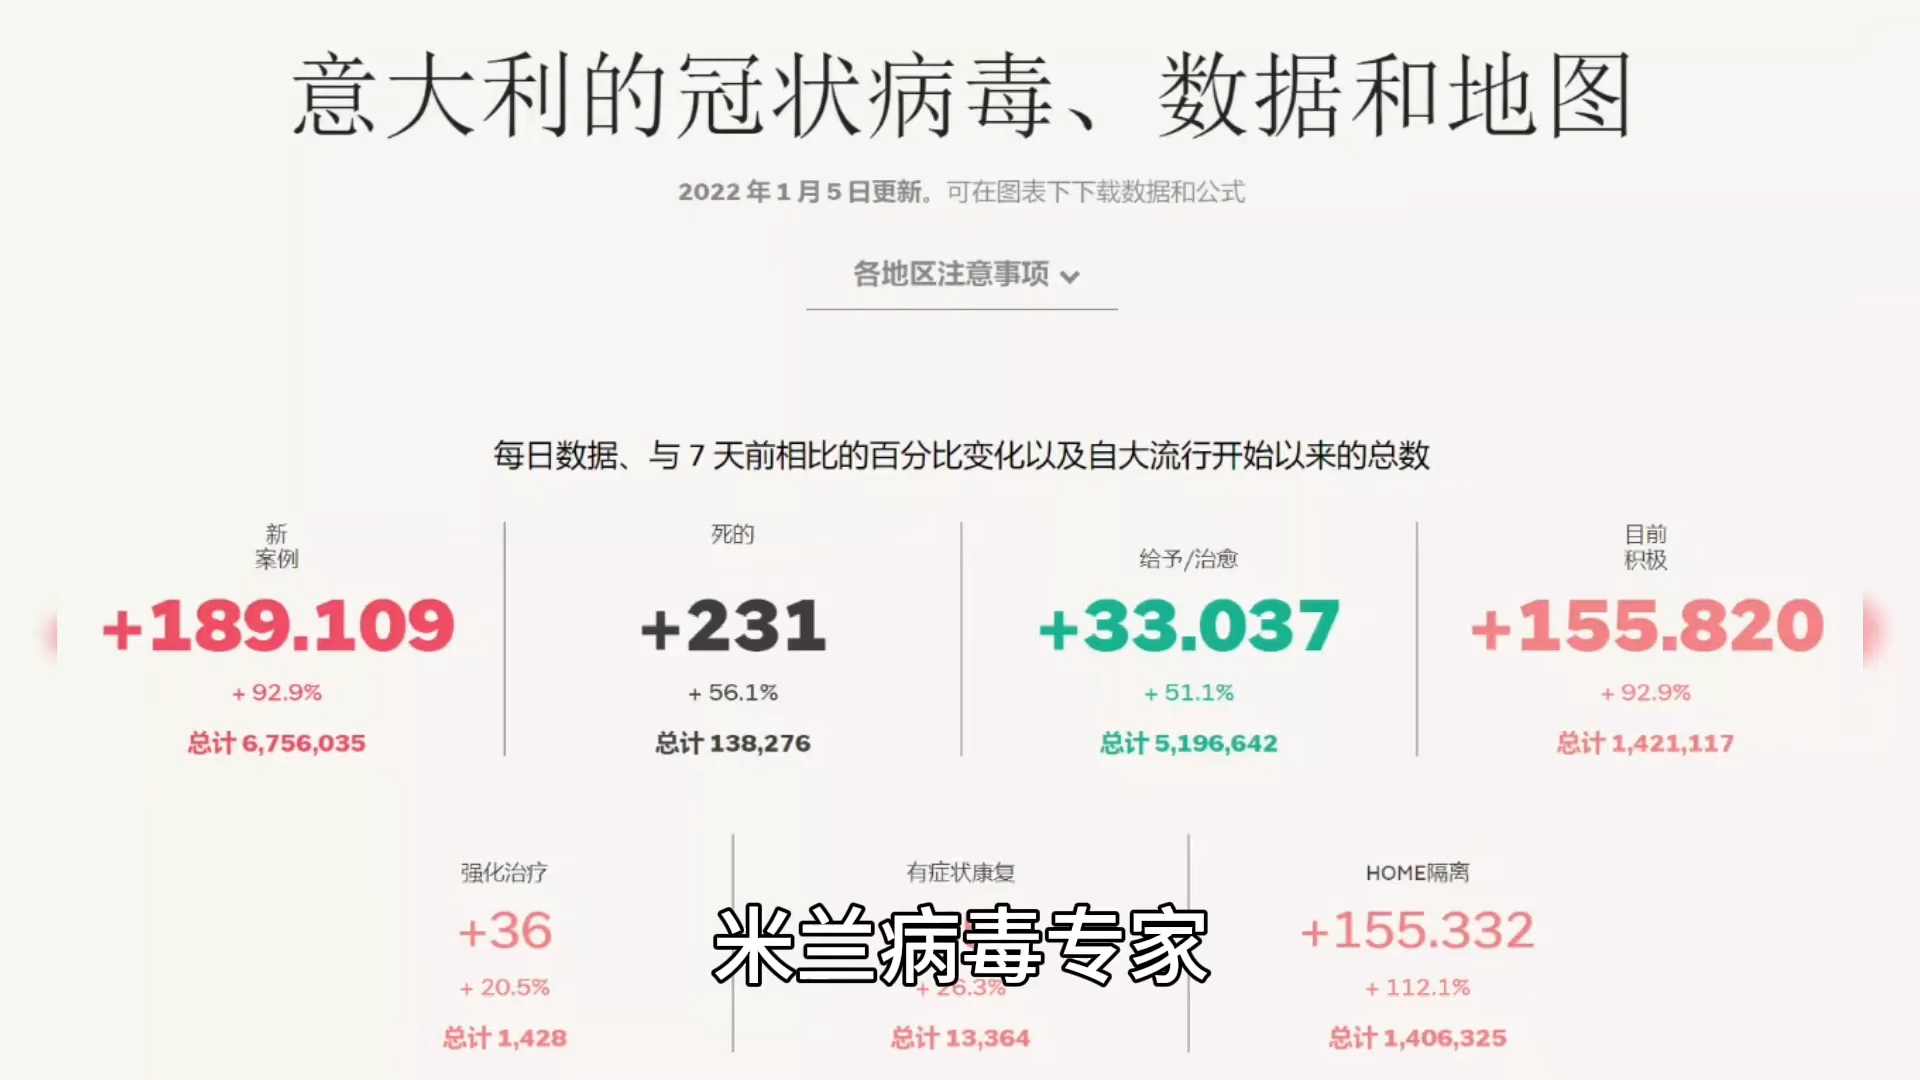 意大利的冠状病毒、数据和地图
2022年1月5日更新。可在图表下下载数据和公式
各地区注意事项
每日数据、与 7 天前相比的百分比变化以及自大流行开始以来的总数
新
案例
+189.109
+ 92.9%
总计 6,756,035
死的
+231
+ 56.1%
总计 138,276
给予/治愈
+33.037
+ 51.1%
总计 5,196,642
目前
积极
+155.820
+ 92.9%
总计 1,421,117
强化治疗
+36
+ 20.5%
总计 1,428
有症状康复
+ 26.3%
总计 13,364
HOME隔离
+155.332
+ 112.1%
总计 1,406,325
米兰病毒专家